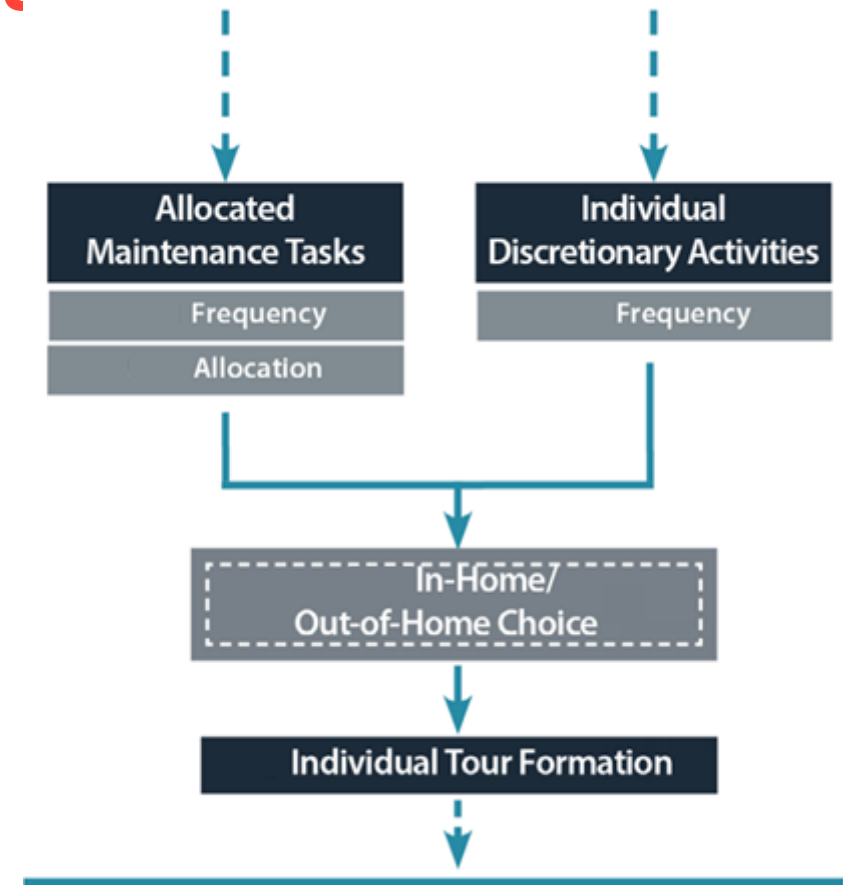 Allocated
Maintenance Tasks
Frequency
Allocation
Individual
Discretionary Activities
Frequency
In-Home/
Out-of-Home Choice
Individual Tour Formation